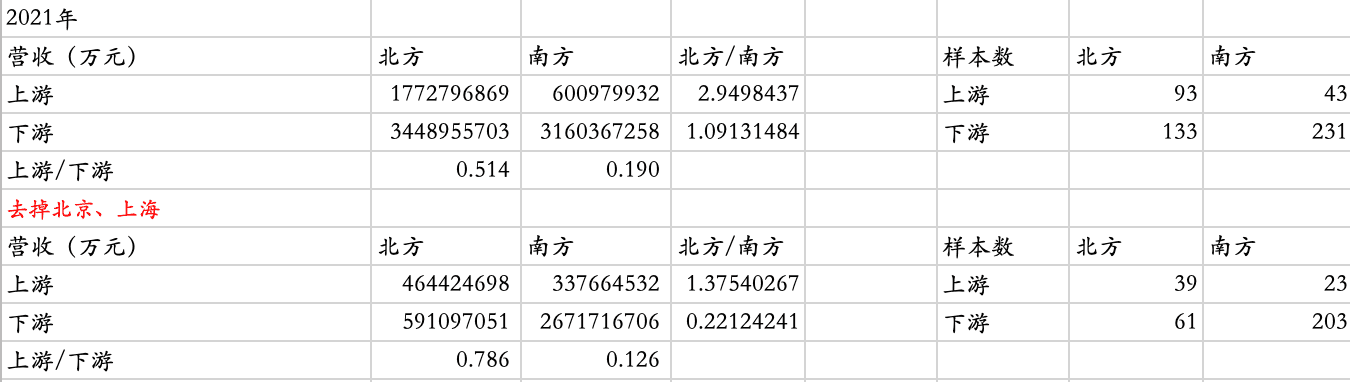 2021年
营收（万元） 北方 南方 北方/南方 样本数 北方 南方
上游 1772796869 600979932 2.9498437 上游 93 43
下游 3448955703 3160367258 1.09131484 下游 133 231
上游/下游 0.514 0.190
去掉北京、上海
营收（万元） 北方 南方 北方/南方 样本数 北方 南方
上游 464424698 337664532 1.37540267 上游 39 23
下游 591097051 2671716706 0.22124241 下游 61 203
上游/下游 0.786 0.126